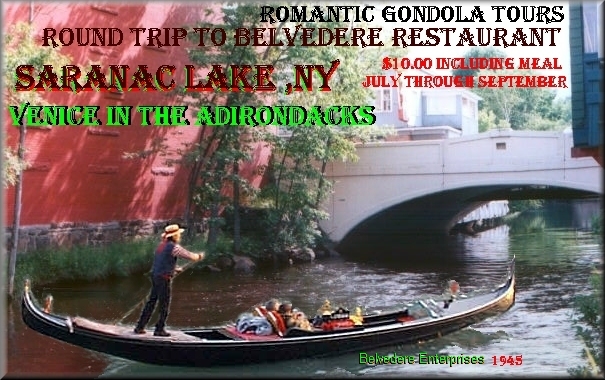 ROMANTIC GONDOLA TOURS
ROUND TRIP TO BELVEDERE RESTAURANT
SARANAC LAKE ,NY
$10.00 INCLUDING MEAL
JULY THROUGH SEPTEMBER
VENICE IN THE ADIRONDACKS
Belvedere Enterprises 1945